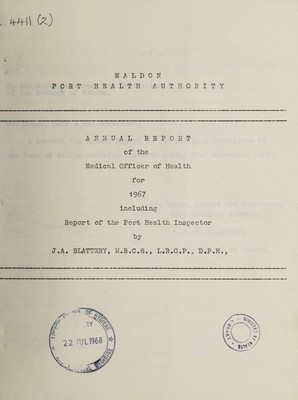 4411 (2)
MALDON
PORT HEALTH AUTHORITY
ANNUAL REPORT
of the
Medical Officer of Health
for
1967
including
Report of the Port Health Inspector
by
J.A. SLATTERY, M.R.C.S., L.R.C.P., D.P.H.,
22 JUL 1968